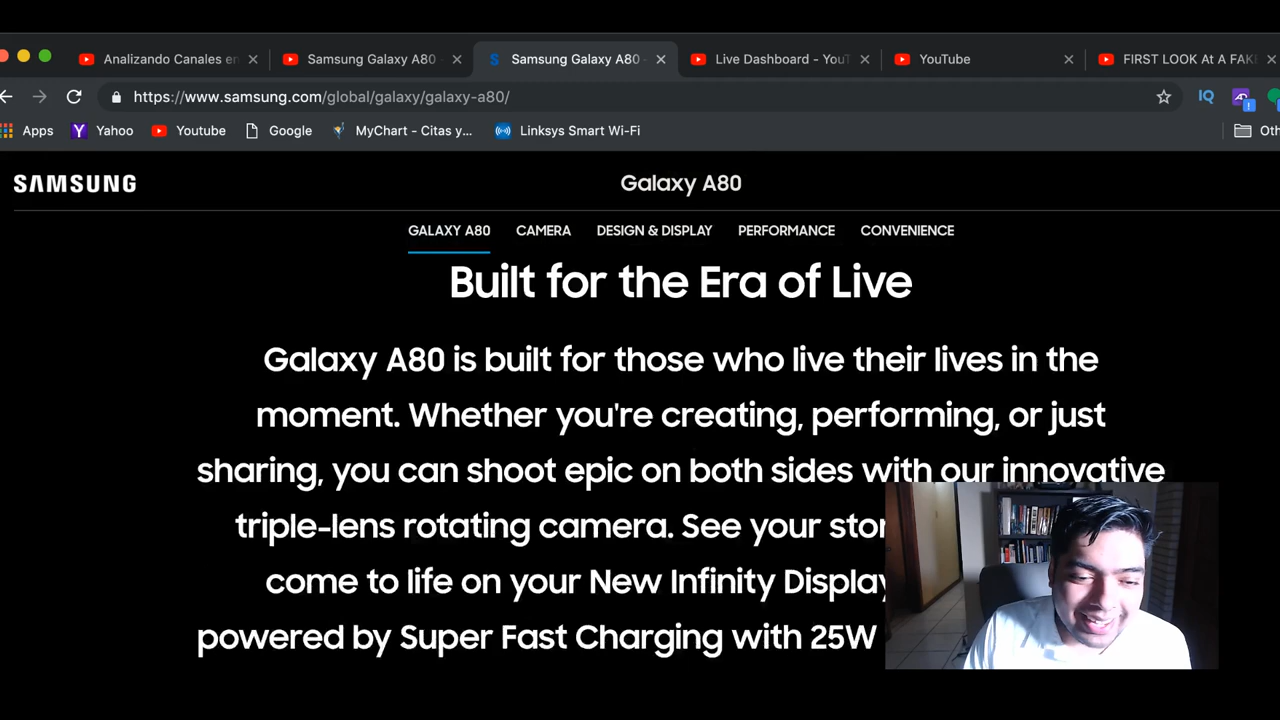 Analizando Canales en
Samsung Galaxy A80
Samsung Galaxy A80 -
Live Dashboard - YouT
YouTube
FIRST LOOK At A FAKE
https://www.samsung.com/global/galaxy/galaxy-a80/
IQ
Apps
Yahoo
Youtube
Google
MyChart - Citas y...
Linksys Smart Wi-Fi
Oth
SAMSUNG
Galaxy A80
GALAXY A80
CAMERA
DESIGN & DISPLAY
PERFORMANCE
CONVENIENCE
Built for the Era of Live
Galaxy A80 is built for those who live their lives in the
moment. Whether you're creating, performing, or just
sharing, you can shoot epic on both sides with our innovative
triple-lens rotating camera. See your stor
come to life on your New Infinity Display
powered by Super Fast Charging with 25W